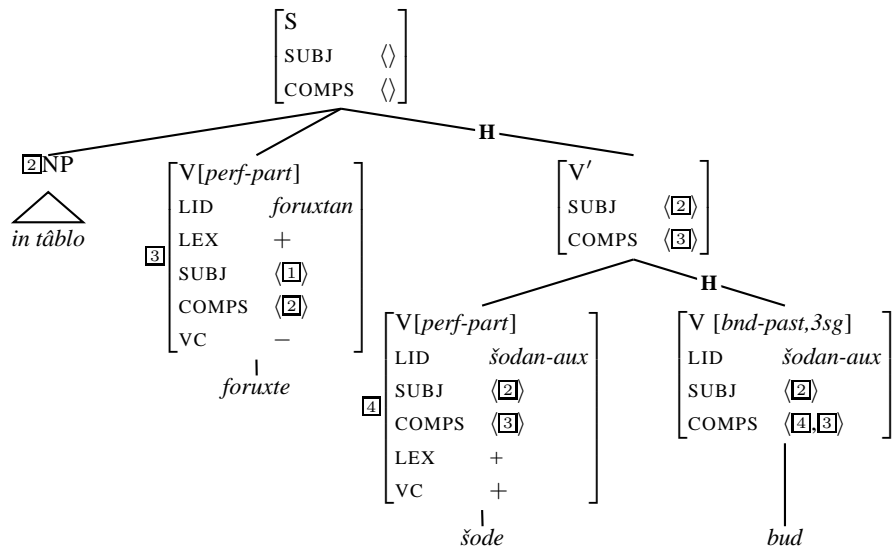 S
SUBJ ⟨⟩
COMPS ⟨⟩
H
2 NP
in tâblo
3
V[perf-part]
LID foruxtan
LEX +
SUBJ ⟨1⟩
COMPS ⟨2⟩
VC −
foruxte
V′
SUBJ ⟨2⟩
COMPS ⟨3⟩
H
4
V[perf-part]
LID šodan-aux
SUBJ ⟨2⟩
COMPS ⟨3⟩
LEX +
VC +
šode
V [bnd-past,3sg]
LID šodan-aux
SUBJ ⟨2⟩
COMPS ⟨4,3⟩
bud